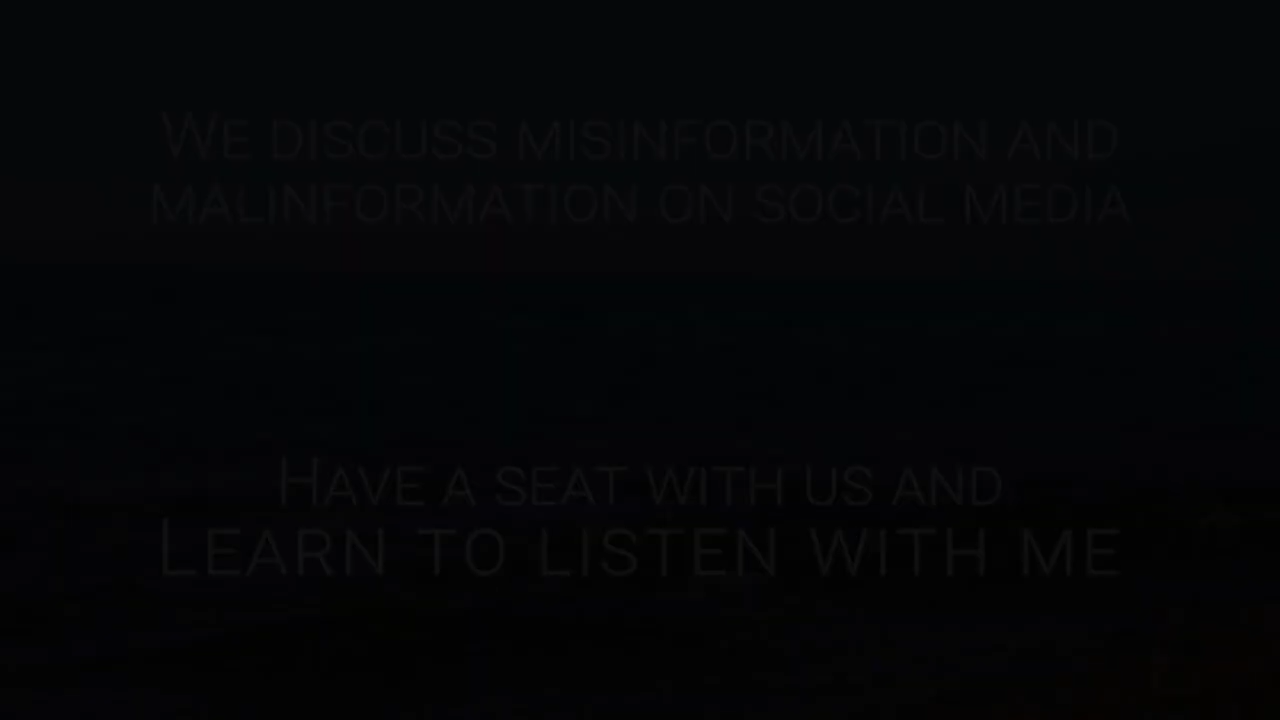 We discuss misinformation and
malinformation on social media
Have a seat with us and
Learn to listen with me